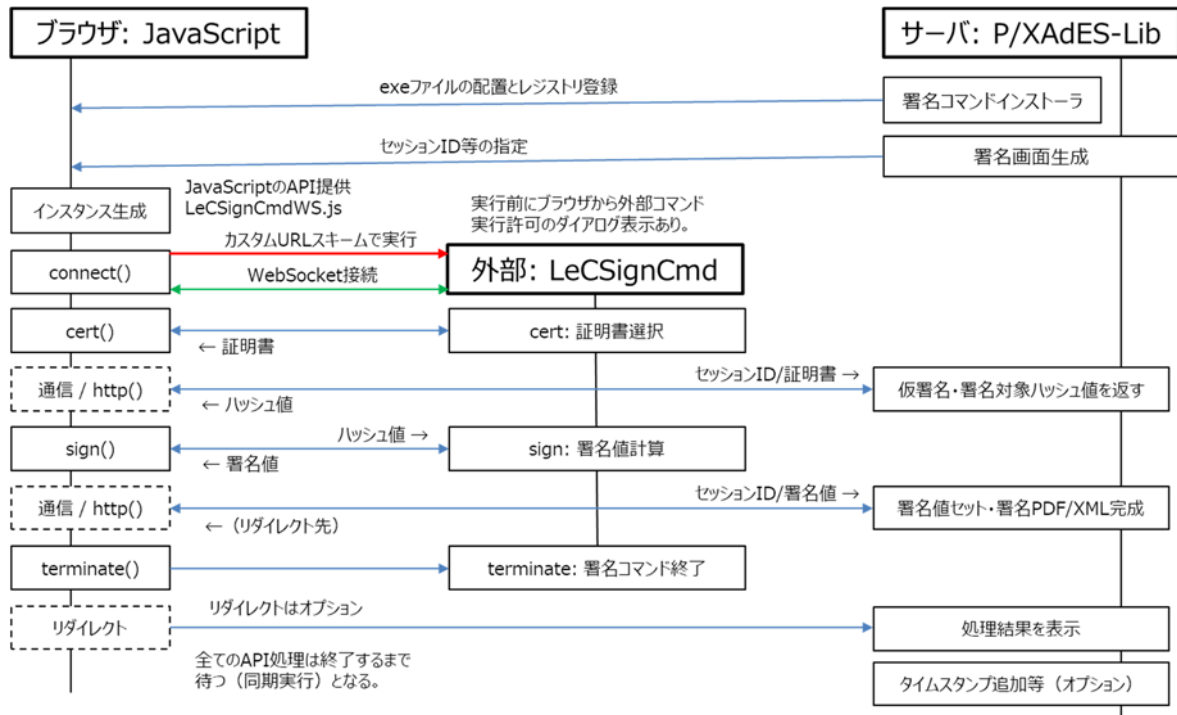 ブラウザ: JavaScript
サーバ: P/XAdES-Lib
exeファイルの配置とレジストリ登録
署名コマンドインストーラ
セッションID等の指定
署名画面生成
インスタンス生成
JavaScriptのAPI提供
LeCSignCmdWS.js
実行前にブラウザから外部コマンド
実行許可のダイアログ表示あり。
カスタムURLスキームで実行
connect()
WebSocket接続
外部: LeCSignCmd
cert()
← 証明書
cert: 証明書選択
通信 / http()
セッションID/証明書 →
← ハッシュ値
仮署名・署名対象ハッシュ値を返す
sign()
ハッシュ値 →
← 署名値
sign: 署名値計算
通信 / http()
セッションID/署名値 →
← (リダイレクト先)
署名値セット・署名PDF/XML完成
terminate()
terminate: 署名コマンド終了
リダイレクト
リダイレクトはオプション
処理結果を表示
全てのAPI処理は終了するまで
待つ（同期実行）となる。
タイムスタンプ追加等（オプション）